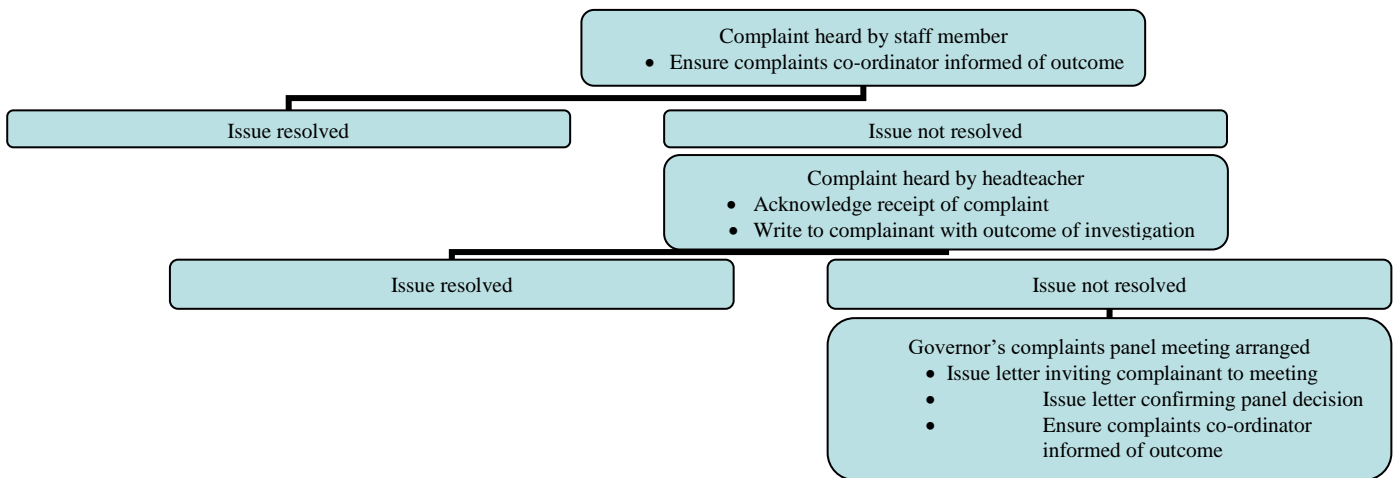 Complaint heard by staff member
• Ensure complaints co-ordinator informed of outcome
Issue resolved
Issue not resolved
Complaint heard by headteacher
• Acknowledge receipt of complaint
• Write to complainant with outcome of investigation
Issue resolved
Issue not resolved
Governor’s complaints panel meeting arranged
• Issue letter inviting complainant to meeting
• Issue letter confirming panel decision
• Ensure complaints co-ordinator
informed of outcome